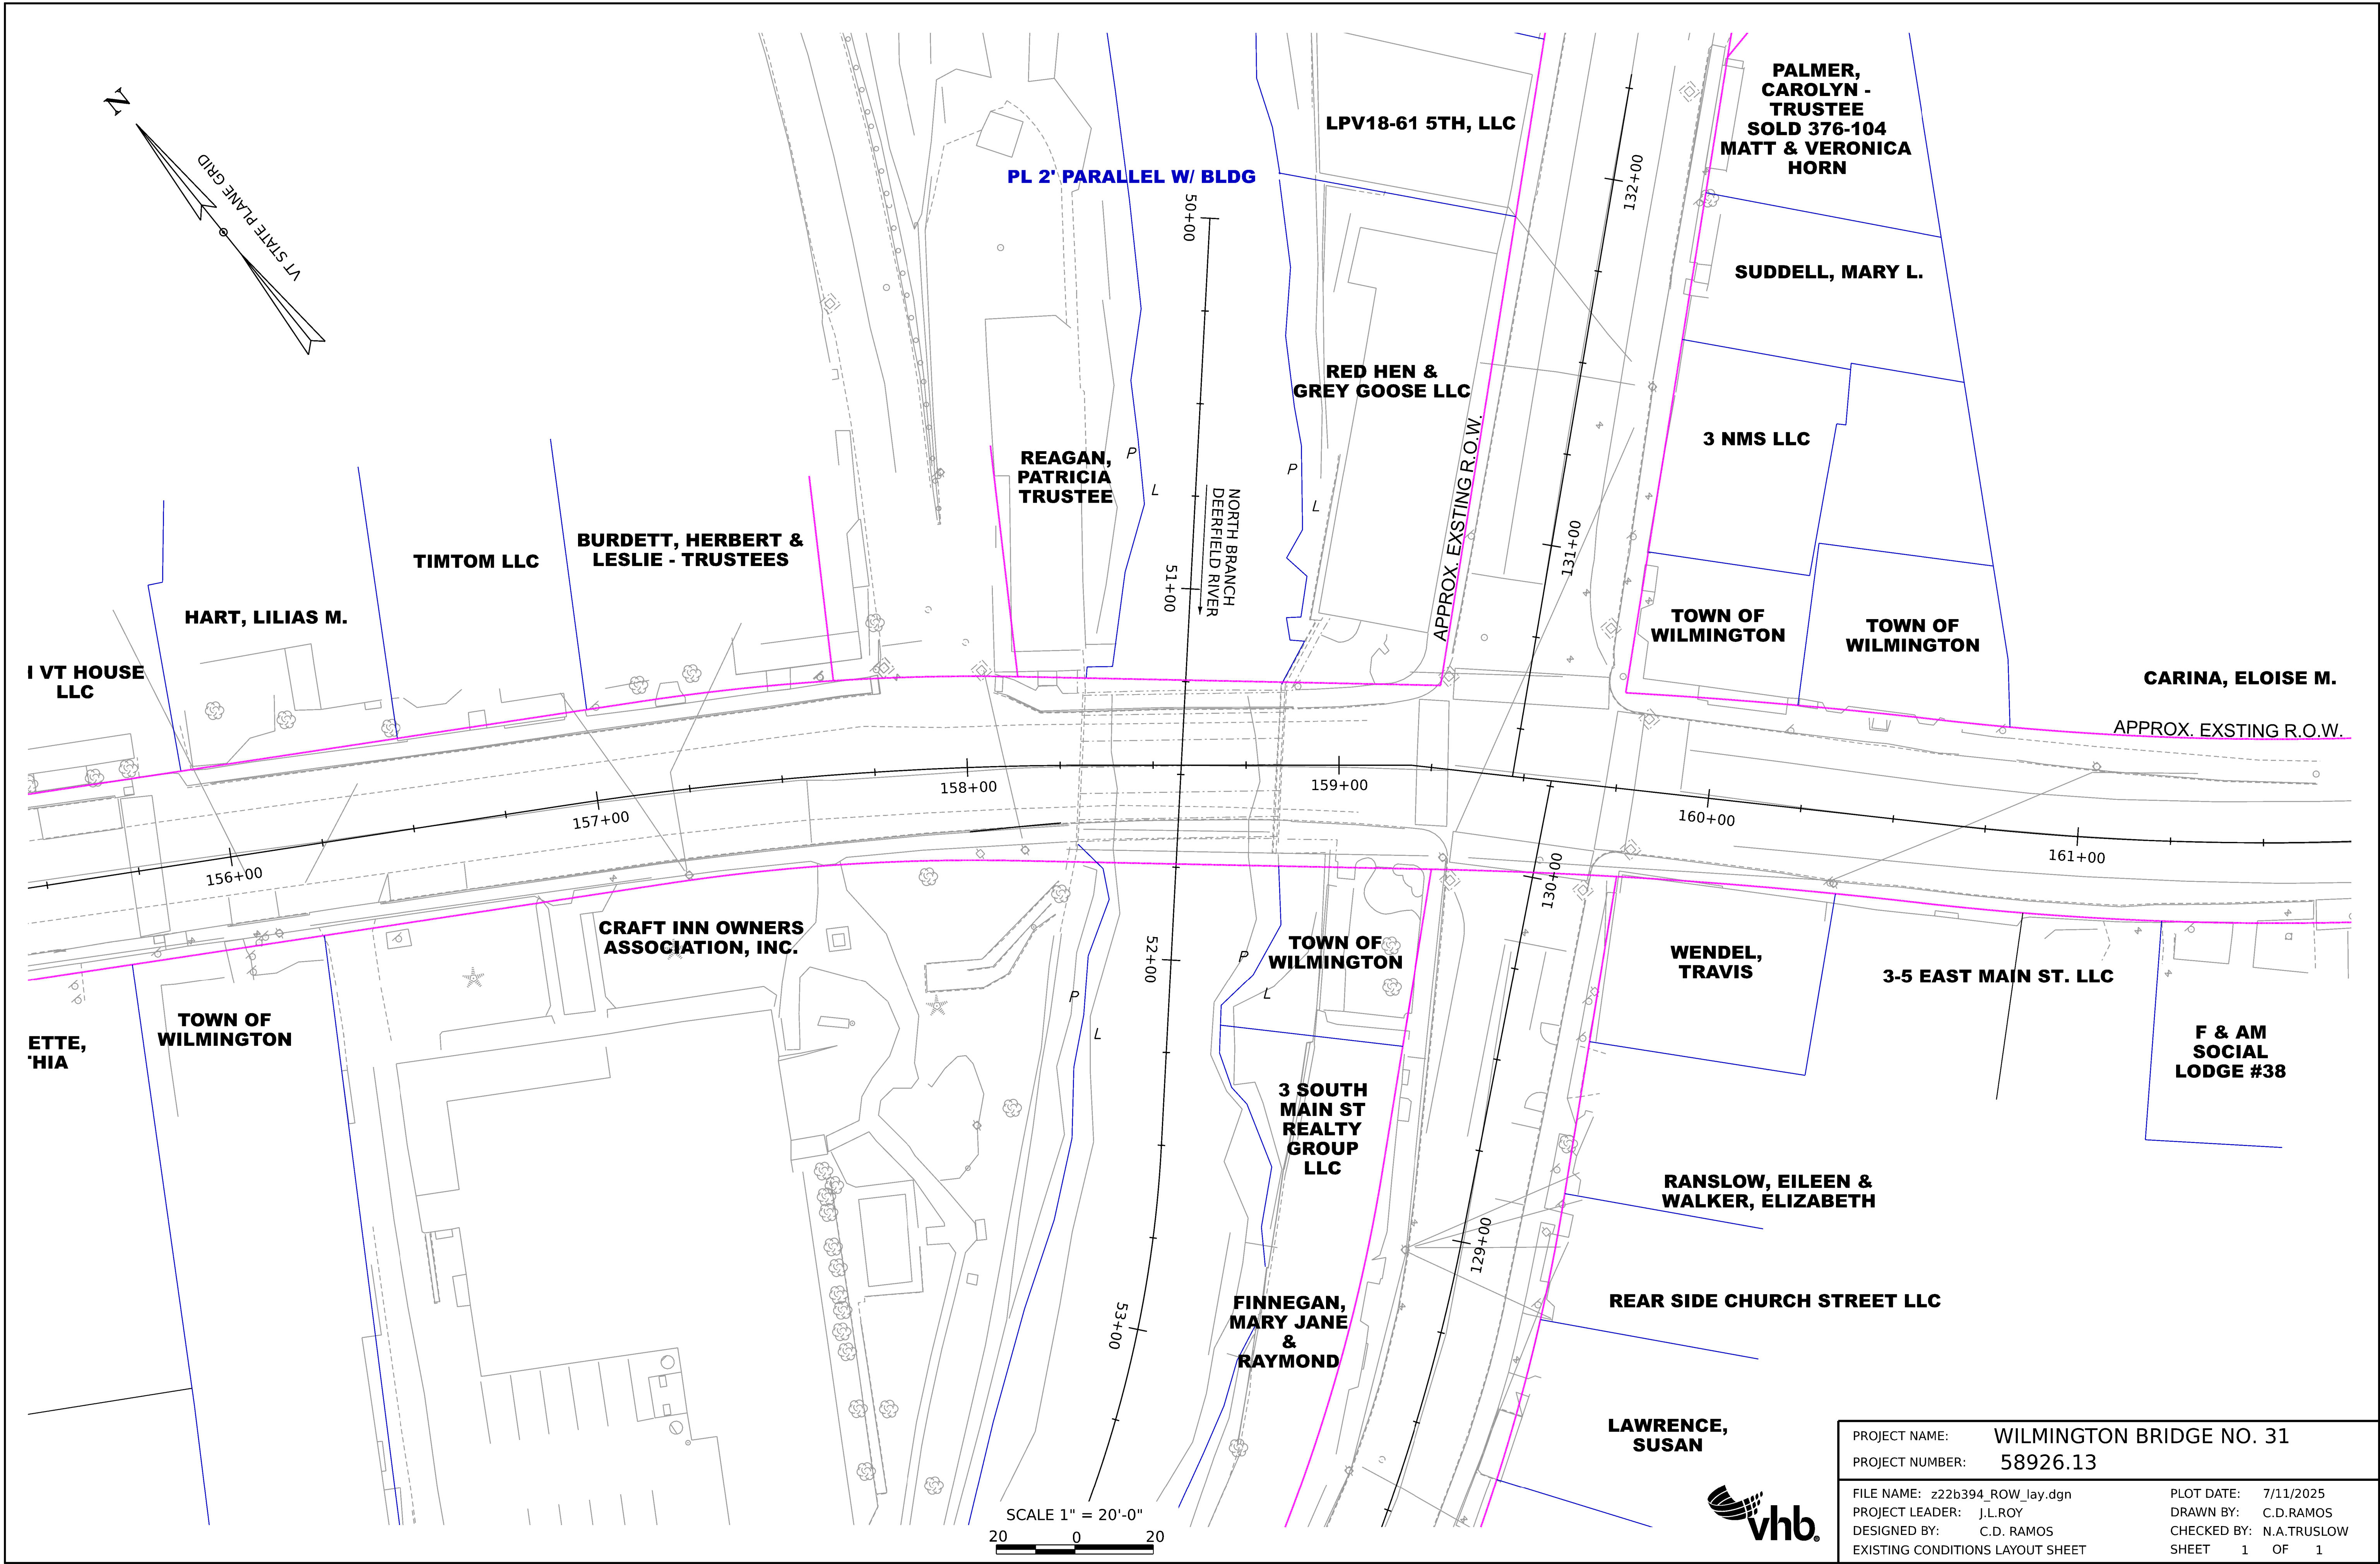 N
VT STATE PLANE GRID
PL 2' PARALLEL W/ BLDG
LPV18-61 5TH, LLC
PALMER,
CAROLYN -
TRUSTEE
SOLD 376-104
MATT & VERONICA
HORN
SUDDELL, MARY L.
RED HEN &
GREY GOOSE LLC
3 NMS LLC
REAGAN,
PATRICIA
TRUSTEE
P
L
P
L
NORTH BRANCH
DEERFIELD RIVER
APPROX. EXSTING R.O.W.
50+00
51+00
52+00
53+00
132+00
131+00
130+00
129+00
TIMTOM LLC
BURDETT, HERBERT &
LESLIE - TRUSTEES
HART, LILIAS M.
I VT HOUSE
LLC
TOWN OF
WILMINGTON
TOWN OF
WILMINGTON
CARINA, ELOISE M.
APPROX. EXSTING R.O.W.
156+00
157+00
158+00
159+00
160+00
161+00
CRAFT INN OWNERS
ASSOCIATION, INC.
TOWN OF
WILMINGTON
P
L
P
L
WENDEL,
TRAVIS
3-5 EAST MAIN ST. LLC
F & AM
SOCIAL
LODGE #38
ETTE,
THIA
TOWN OF
WILMINGTON
3 SOUTH
MAIN ST
REALTY
GROUP
LLC
RANSLOW, EILEEN &
WALKER, ELIZABETH
FINNEGAN,
MARY JANE
&
RAYMOND
REAR SIDE CHURCH STREET LLC
LAWRENCE,
SUSAN
SCALE 1" = 20'-0"
20 0 20
vhb®
PROJECT NAME: WILMINGTON BRIDGE NO. 31
PROJECT NUMBER: 58926.13
FILE NAME: z22b394_ROW_lay.dgn PLOT DATE: 7/11/2025
PROJECT LEADER: J.L.ROY DRAWN BY: C.D.RAMOS
DESIGNED BY: C.D. RAMOS CHECKED BY: N.A.TRUSLOW
EXISTING CONDITIONS LAYOUT SHEET SHEET 1 OF 1